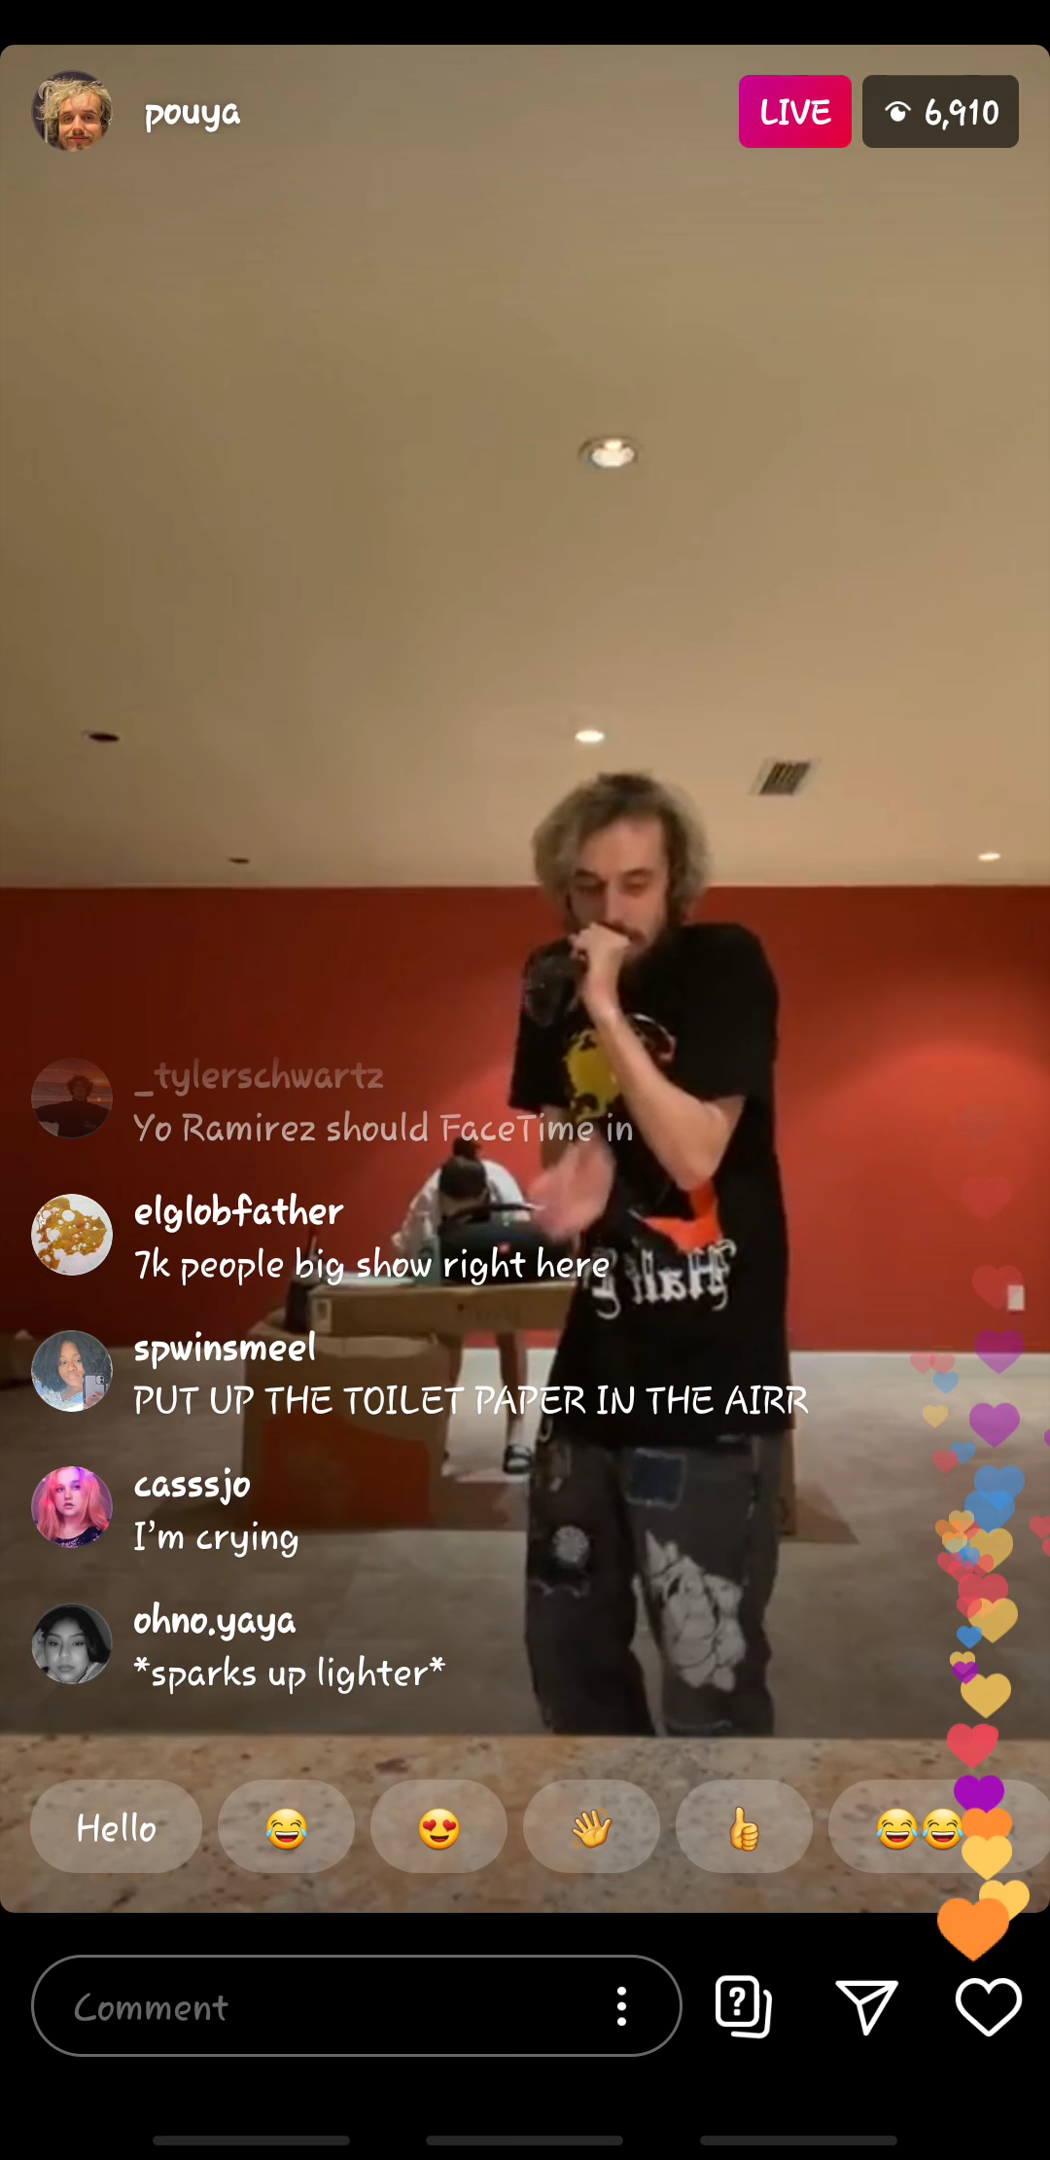 pouya
LIVE
6,910
_tylerschwartz
Yo Ramirez should FaceTime in
elglobfather
7k people big show right here
spwinsmeel
PUT UP THE TOILET PAPER IN THE AIRR
casssjo
I'm crying
ohno.yaya
*sparks up lighter*
Hello
Comment